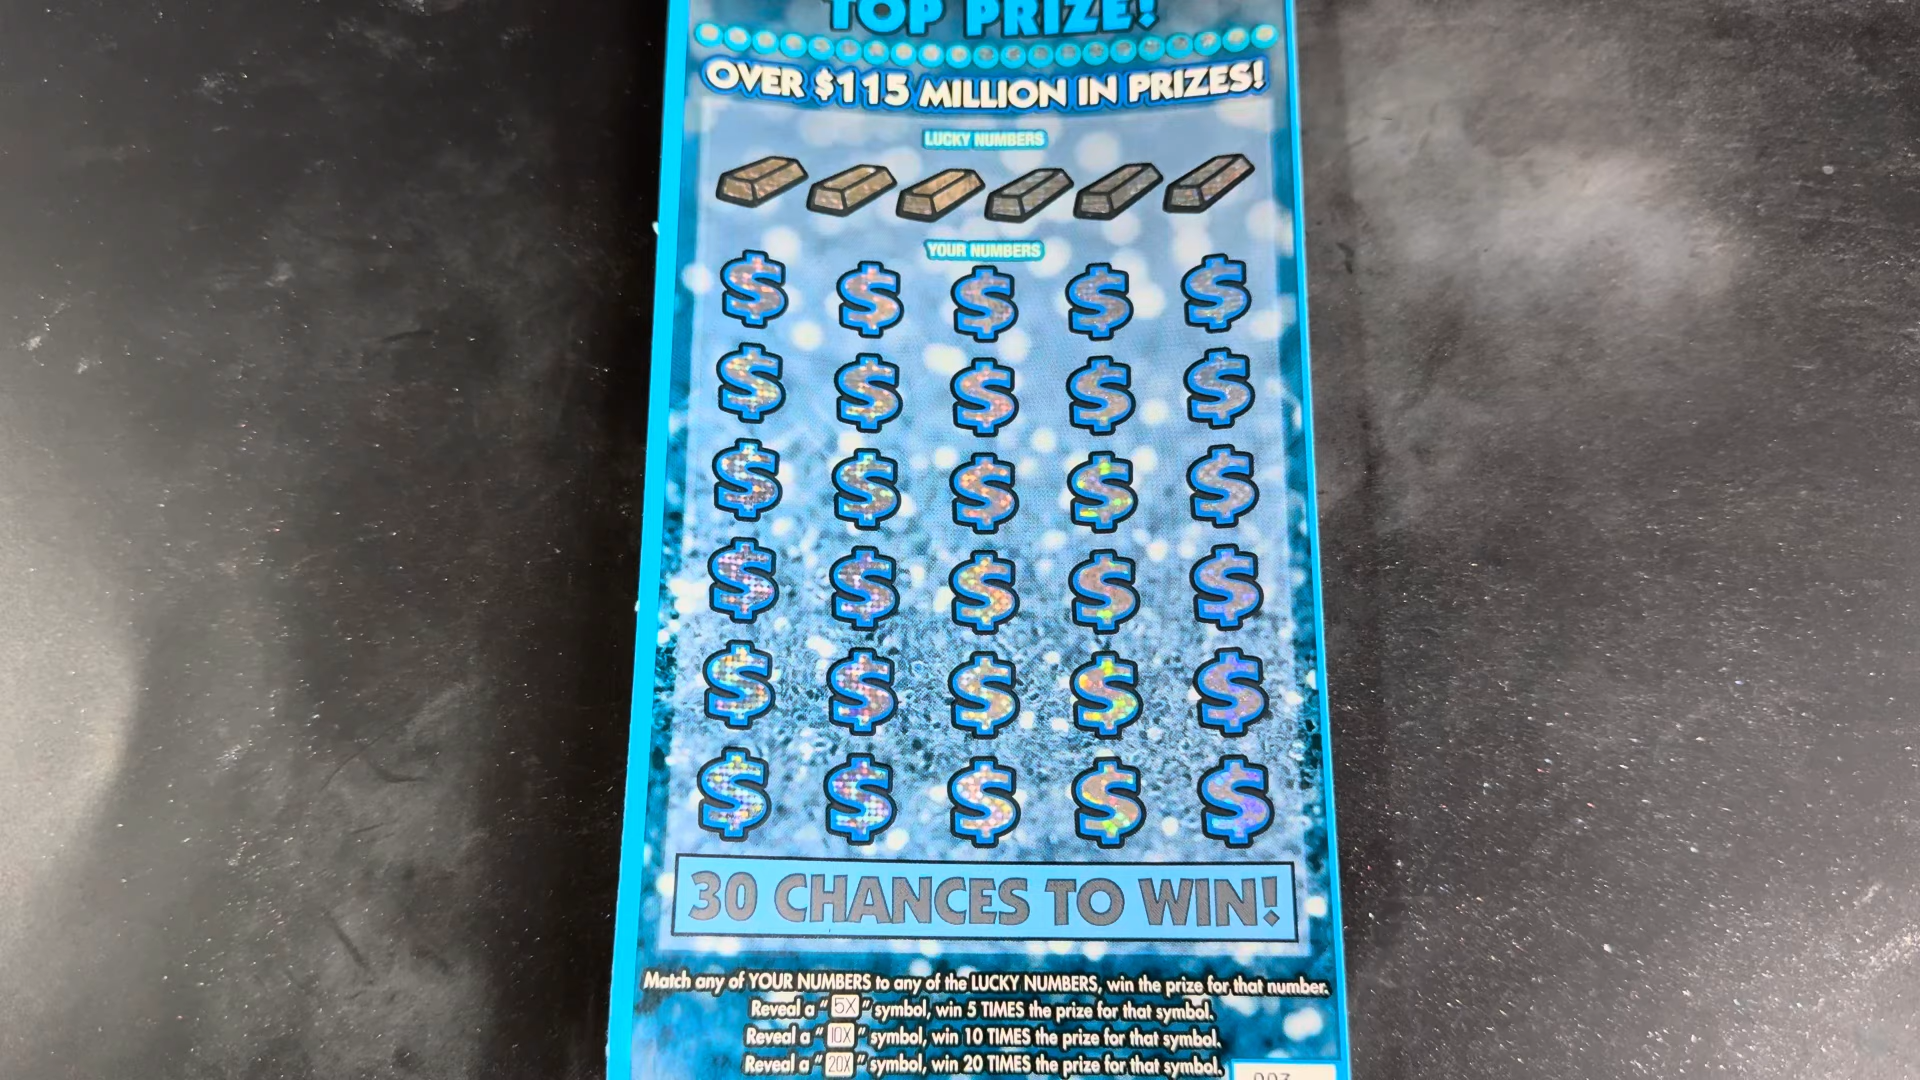 TOP PRIZE!
OVER $115 MILLION IN PRIZES!
LUCKY NUMBERS
YOUR NUMBERS
$ $ $ $ $
$ $ $ $ $
$ $ $ $ $
$ $ $ $ $
$ $ $ $ $
$ $ $ $ $
30 CHANCES TO WIN!
Match any of YOUR NUMBERS to any of the LUCKY NUMBERS, win the prize for that number.
Reveal a "5X" symbol, win 5 TIMES the prize for that symbol.
Reveal a "10X" symbol, win 10 TIMES the prize for that symbol.
Reveal a "20X" symbol, win 20 TIMES the prize for that symbol.